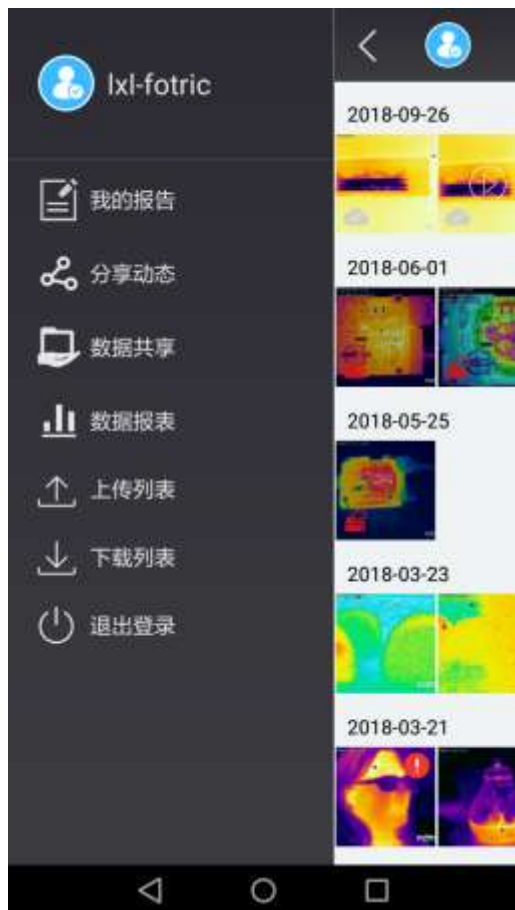 lxl-fotric
我的报告
分享动态
数据共享
数据报表
上传列表
下载列表
退出登录
2018-09-26
2018-06-01
2018-05-25
2018-03-23
2018-03-21